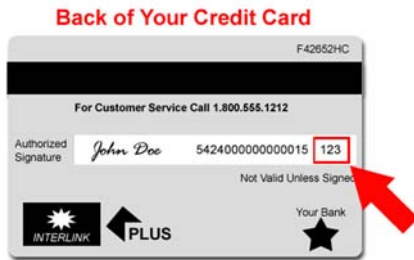 Back of Your Credit Card
F42652HC
For Customer Service Call 1.800.555.1212
Authorized
Signature
John Doe 5424000000000015 123
Not Valid Unless Signed
INTERLINK
PLUS
Your Bank